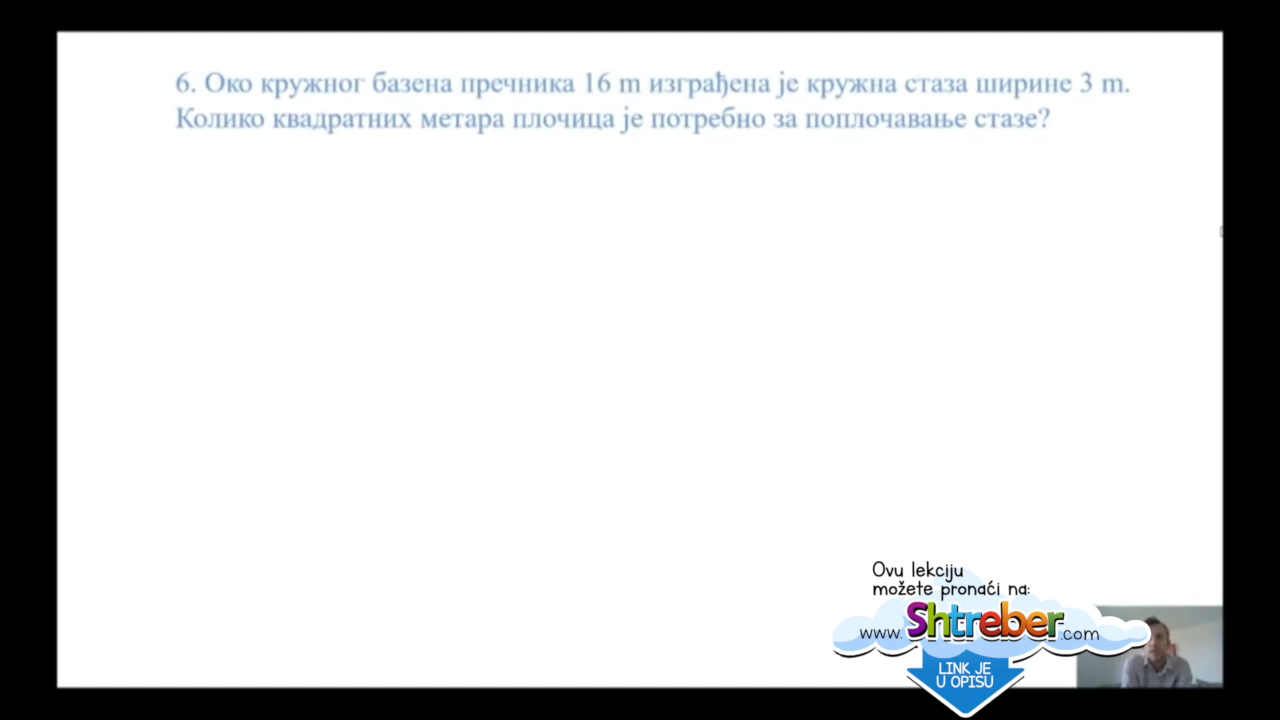 6. Око кружног базена пречника 16 m изграђена је кружна стаза ширине 3 m.
Колико квадратних метара плочица је потребно за поплочавање стазе?
Ovu lekciju
možete pronaći na:
www.Shtreber.com
LINK JE
U OPISU